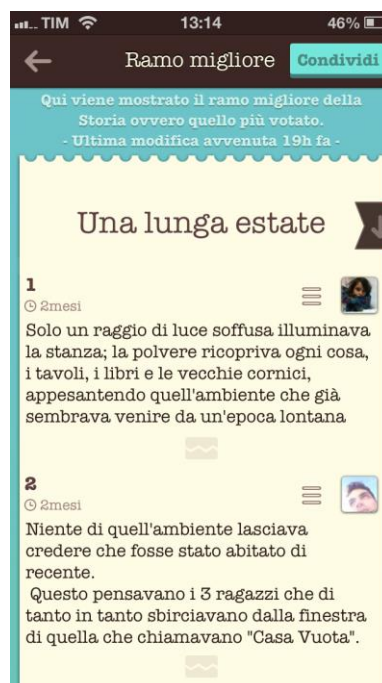 TIM 13:14 46%
Ramo migliore Condividi
Qui viene mostrato il ramo migliore della
Storia ovvero quello più votato.
- Ultima modifica avvenuta 19h fa -
Una lunga estate
1
2mesi
Solo un raggio di luce soffusa illuminava
la stanza; la polvere ricopriva ogni cosa,
i tavoli, i libri e le vecchie cornici,
appesantendo quell'ambiente che già
sembrava venire da un'epoca lontana
2
2mesi
Niente di quell'ambiente lasciava
credere che fosse stato abitato di
recente.
Questo pensavano i 3 ragazzi che di
tanto in tanto sbirciavano dalla finestra
di quella che chiamavano "Casa Vuota".